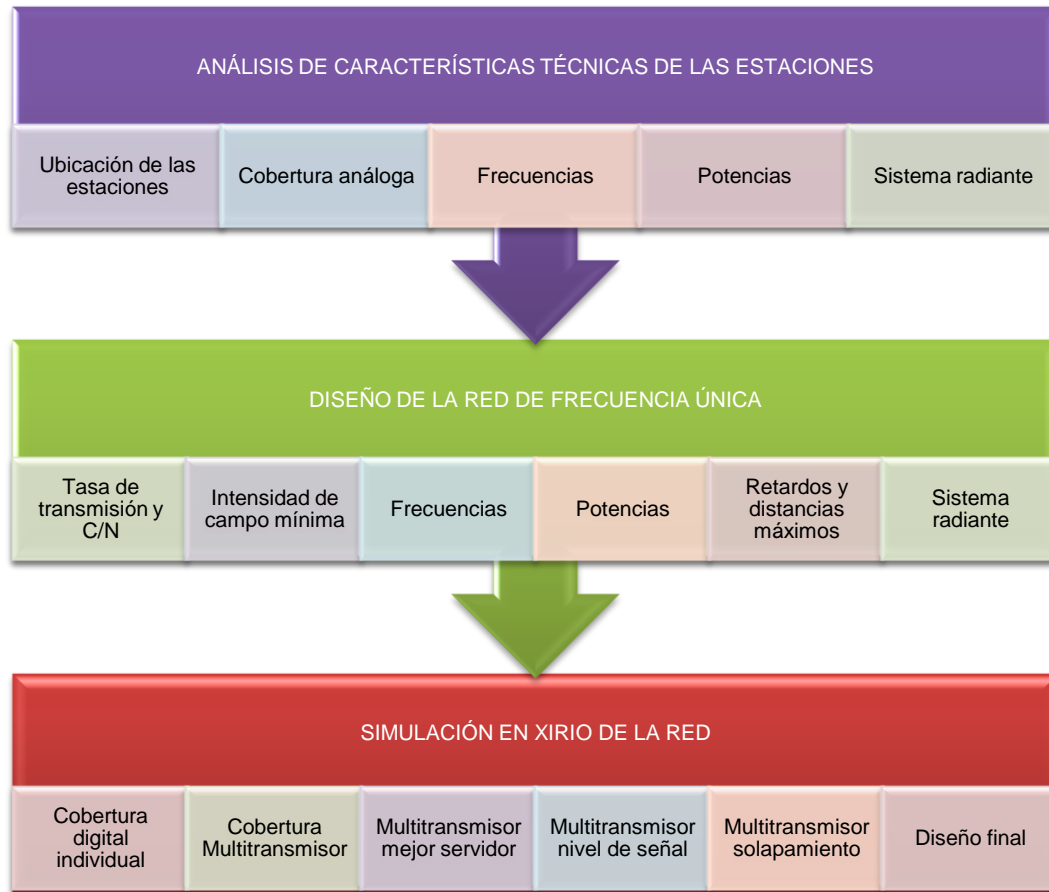 ANÁLISIS DE CARACTERÍSTICAS TÉCNICAS DE LAS ESTACIONES
Ubicación de las
estaciones
Cobertura análoga
Frecuencias
Potencias
Sistema radiante
DISEÑO DE LA RED DE FRECUENCIA ÚNICA
Tasa de
transmisión y
C/N
Intensidad de
campo mínima
Frecuencias
Potencias
Retardos y
distancias
máximos
Sistema
radiante
SIMULACIÓN EN XIRIO DE LA RED
Cobertura
digital
individual
Cobertura
Multitransmisor
Multitransmisor
mejor servidor
Multitransmisor
nivel de señal
Multitransmisor
solapamiento
Diseño final